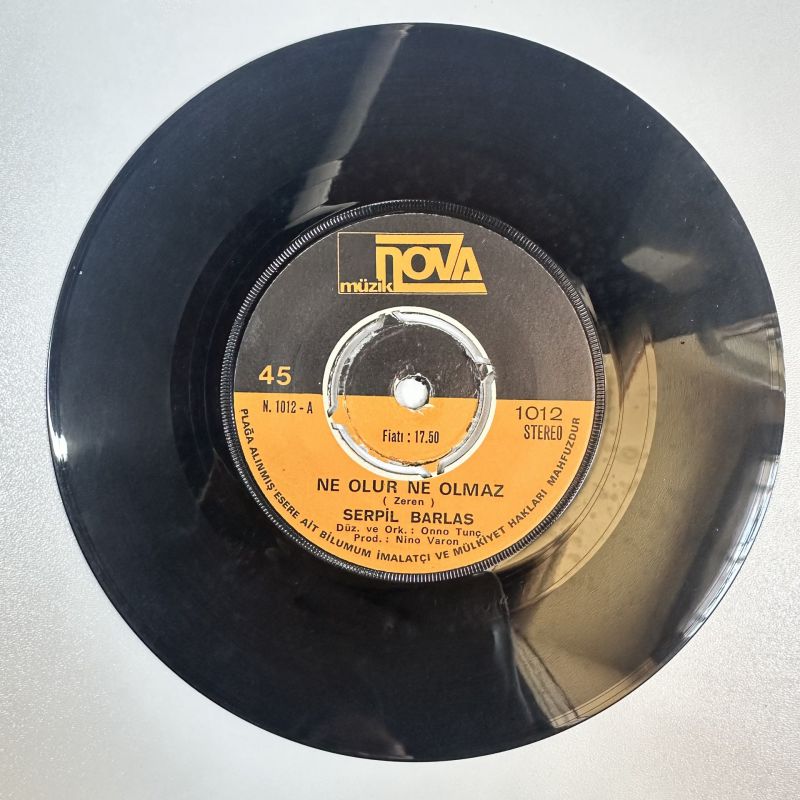 NOVA
müzik
45
N. 1012 - A
1012
STEREO
Fiatı : 17.50
NE OLUR NE OLMAZ
( Zeren )
SERPİL BARLAS
Düz. ve Ork. : Onno Tunç
Prod. : Nino Varon
PLAĞA ALINMIŞ ESERE AİT BİLUMUM İMALATÇI VE MÜLKİYET HAKLARI MAHFUZDUR